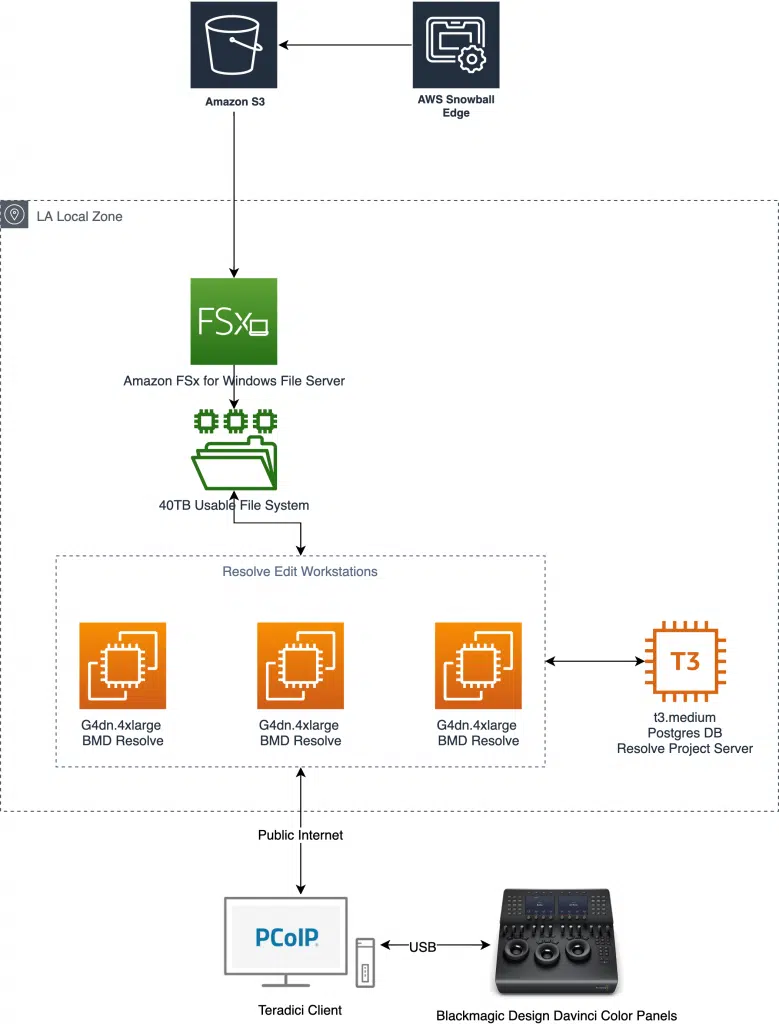 Amazon S3
AWS Snowball
Edge
LA Local Zone
FSx
Amazon FSx for Windows File Server
40TB Usable File System
Resolve Edit Workstations
G4dn.4xlarge
BMD Resolve
G4dn.4xlarge
BMD Resolve
G4dn.4xlarge
BMD Resolve
T3
t3.medium
Postgres DB
Resolve Project Server
Public Internet
PCoIP
USB
Teradici Client
Blackmagic Design Davinci Color Panels